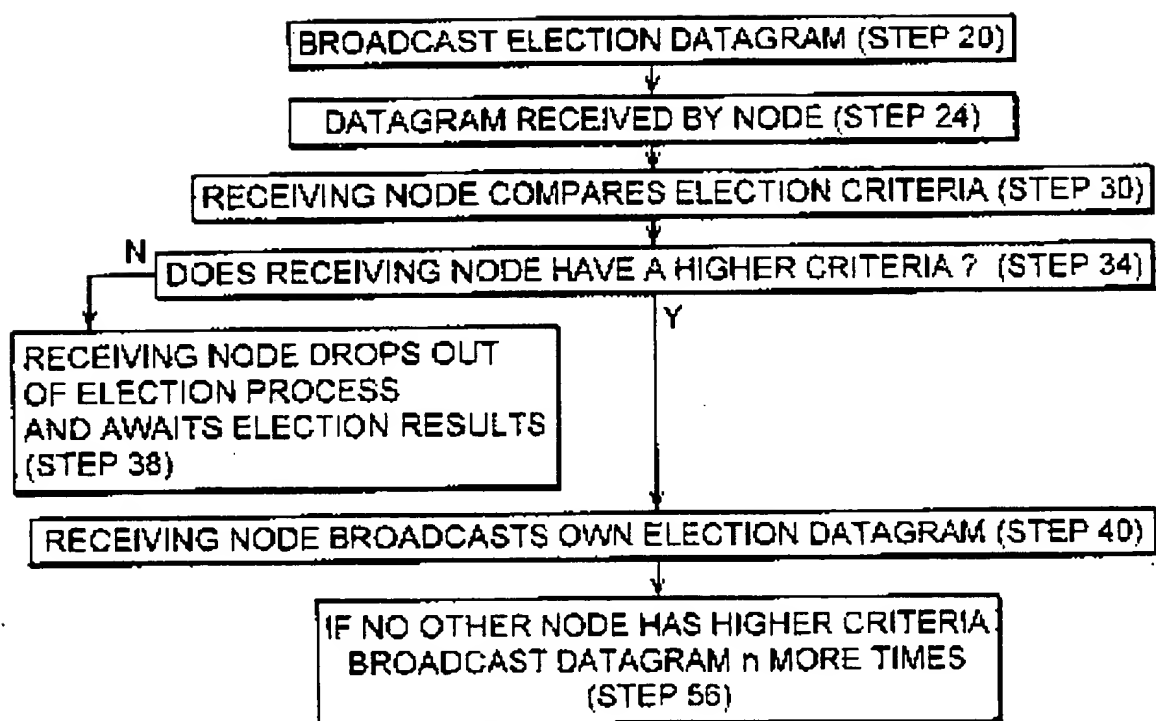 BROADCAST ELECTION DATAGRAM (STEP 20)
DATAGRAM RECEIVED BY NODE (STEP 24)
RECEIVING NODE COMPARES ELECTION CRITERIA (STEP 30)
N
DOES RECEIVING NODE HAVE A HIGHER CRITERIA ? (STEP 34)
Y
RECEIVING NODE DROPS OUT
OF ELECTION PROCESS
AND AWAITS ELECTION RESULTS
(STEP 38)
RECEIVING NODE BROADCASTS OWN ELECTION DATAGRAM (STEP 40)
IF NO OTHER NODE HAS HIGHER CRITERIA
BROADCAST DATAGRAM n MORE TIMES
(STEP 56)